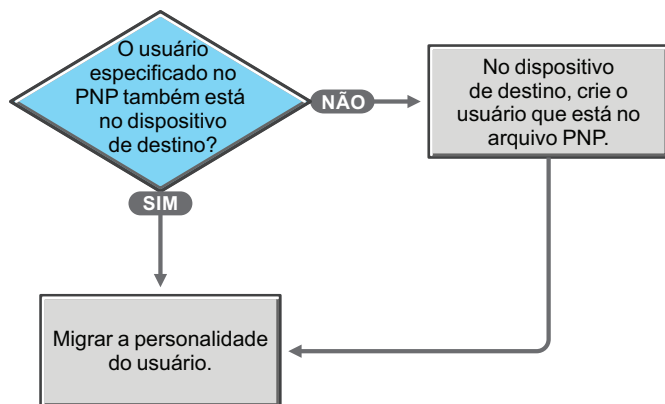 O usuário
especificado no
PNP também está
no dispositivo
de destino?
NÃO
No dispositivo
de destino, crie o
usuário que está no
arquivo PNP.
SIM
Migrar a personalidade
do usuário.